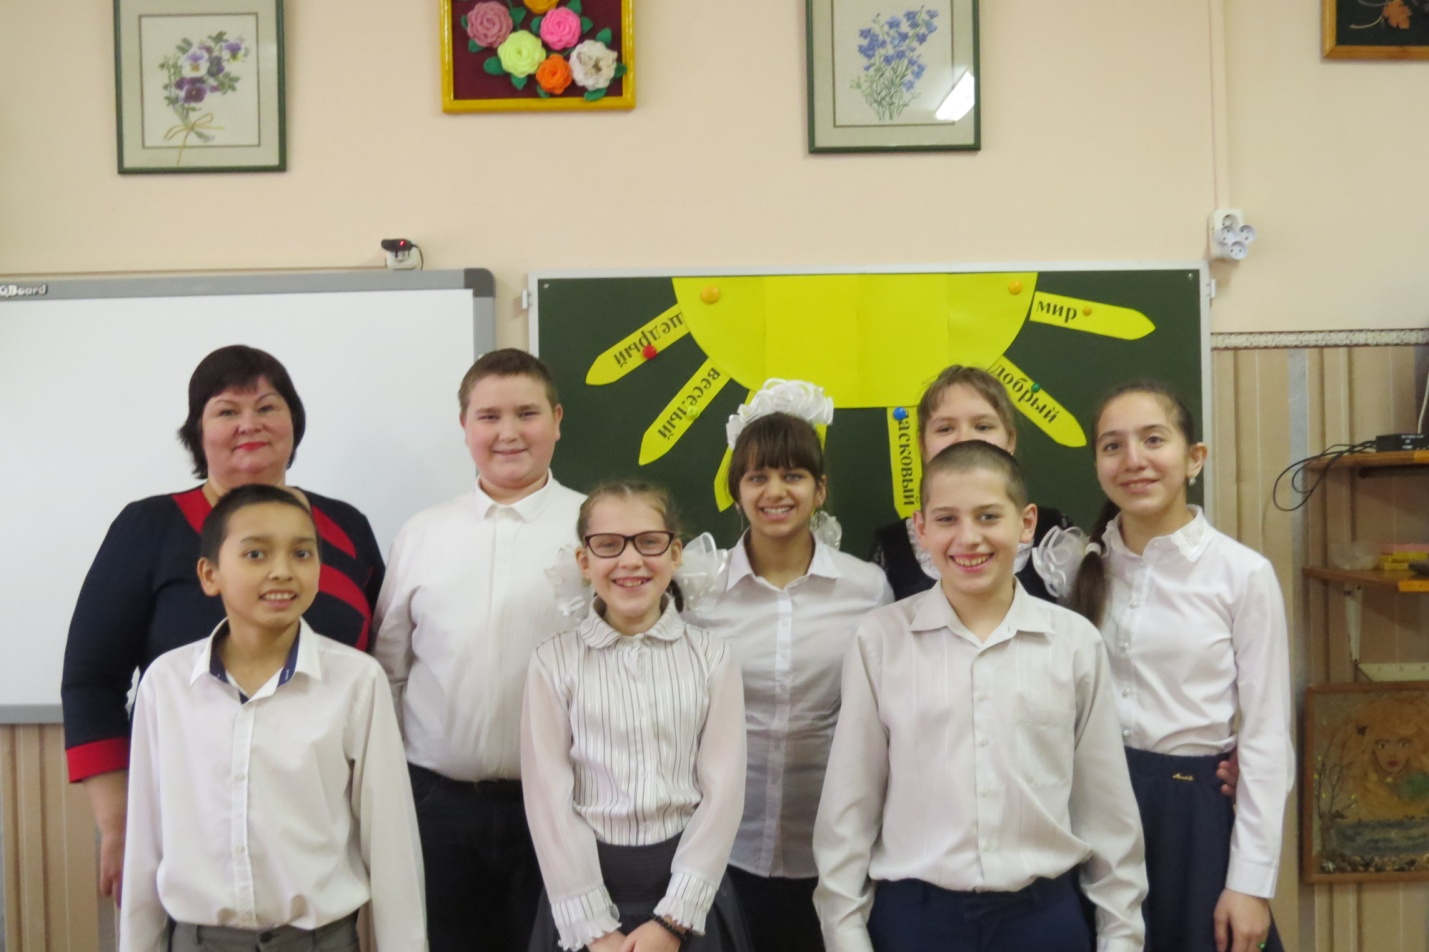 QBoard
щедрый
весёлый
ласковый
добрый
мир